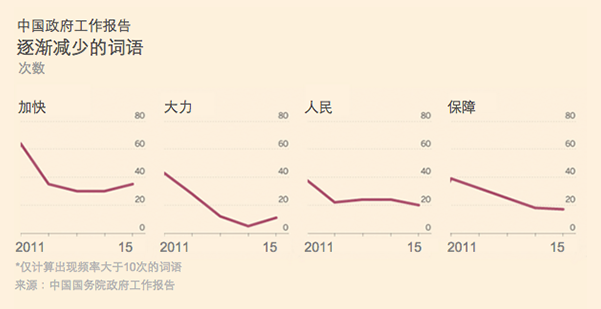 中国政府工作报告
逐渐减少的词语
次数
加快 大力 人民 保障
80 80 80 80
60 60 60 60
40 40 40 40
20 20 20 20
0 0 0 0
2011 15 2011 15 2011 15 2011 15
*仅计算出现频率大于10次的词语
来源：中国国务院政府工作报告